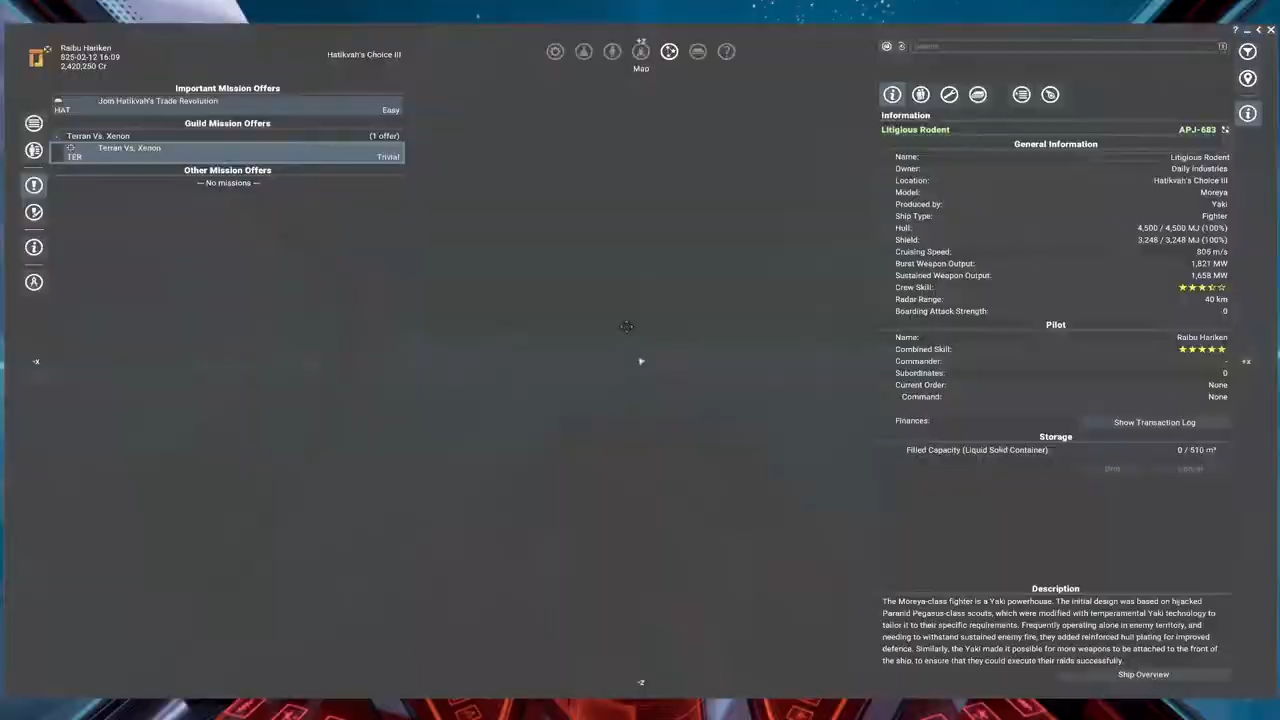 Raibu Hariken
825-02-12 16:09
2,420,250 Cr
Hatikvah's Choice III
+z
Map
? – < ×
Search
Important Mission Offers
Join Hatikvah's Trade Revolution
HAT Easy
Guild Mission Offers
Terran Vs. Xenon (1 offer)
Terran Vs. Xenon
TER Trivial
Other Mission Offers
— No missions —
-x
+x
-z
Information
Litigious Rodent APJ-683
General Information
Name: Litigious Rodent
Owner: Daily Industries
Location: Hatikvah's Choice III
Model: Moreya
Produced by: Yaki
Ship Type: Fighter
Hull: 4,500 / 4,500 MJ (100%)
Shield: 3,248 / 3,248 MJ (100%)
Cruising Speed: 805 m/s
Burst Weapon Output: 1,821 MW
Sustained Weapon Output: 1,658 MW
Crew Skill:
Radar Range: 40 km
Boarding Attack Strength: 0
Pilot
Name: Raibu Hariken
Combined Skill:
Commander: -
Subordinates: 0
Current Order: None
Command: None
Finances: Show Transaction Log
Storage
Filled Capacity (Liquid Solid Container) 0 / 510 m³
Cancel
Description
The Moreya-class fighter is a Yaki powerhouse. The initial design was based on hijacked
Paranid Pegasus-class scouts, which were modified with temperamental Yaki technology to
tailor it to their specific requirements. Frequently operating alone in enemy territory, and
needing to withstand sustained enemy fire, they added reinforced hull plating for improved
defence. Similarly, the Yaki made it possible for more weapons to be attached to the front of
the ship, to ensure that they could execute their raids successfully.
Ship Overview